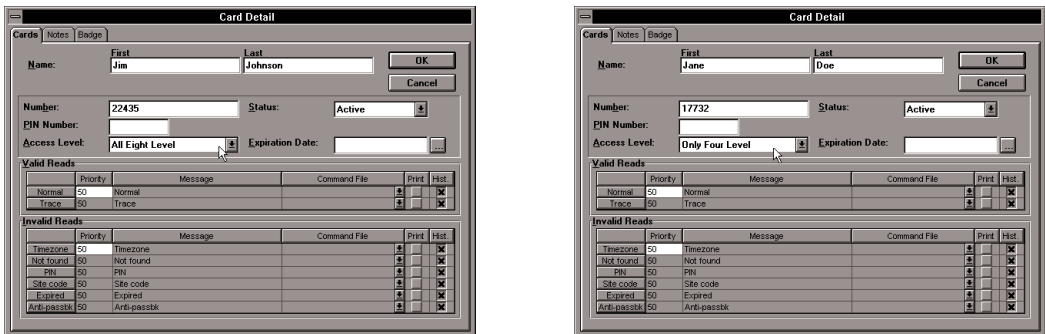 Card Detail
Cards Notes Badge
First Last
Name: Jim Johnson OK
Cancel
Number: 22435 Status: Active
PIN Number:
Access Level: All Eight Level Expiration Date: ...
Valid Reads
Priority Message Command File Print Hist.
Normal 50 Normal
Trace 50 Trace
Invalid Reads
Priority Message Command File Print Hist.
Timezone 50 Timezone
Not found 50 Not found
PIN 50 PIN
Site code 50 Site code
Expired 50 Expired
Anti-passbk 50 Anti-passbk
Card Detail
Cards Notes Badge
First Last
Name: Jane Doe OK
Cancel
Number: 17732 Status: Active
PIN Number:
Access Level: Only Four Level Expiration Date: ...
Valid Reads
Priority Message Command File Print Hist.
Normal 50 Normal
Trace 50 Trace
Invalid Reads
Priority Message Command File Print Hist.
Timezone 50 Timezone
Not found 50 Not found
PIN 50 PIN
Site code 50 Site code
Expired 50 Expired
Anti-passbk 50 Anti-passbk